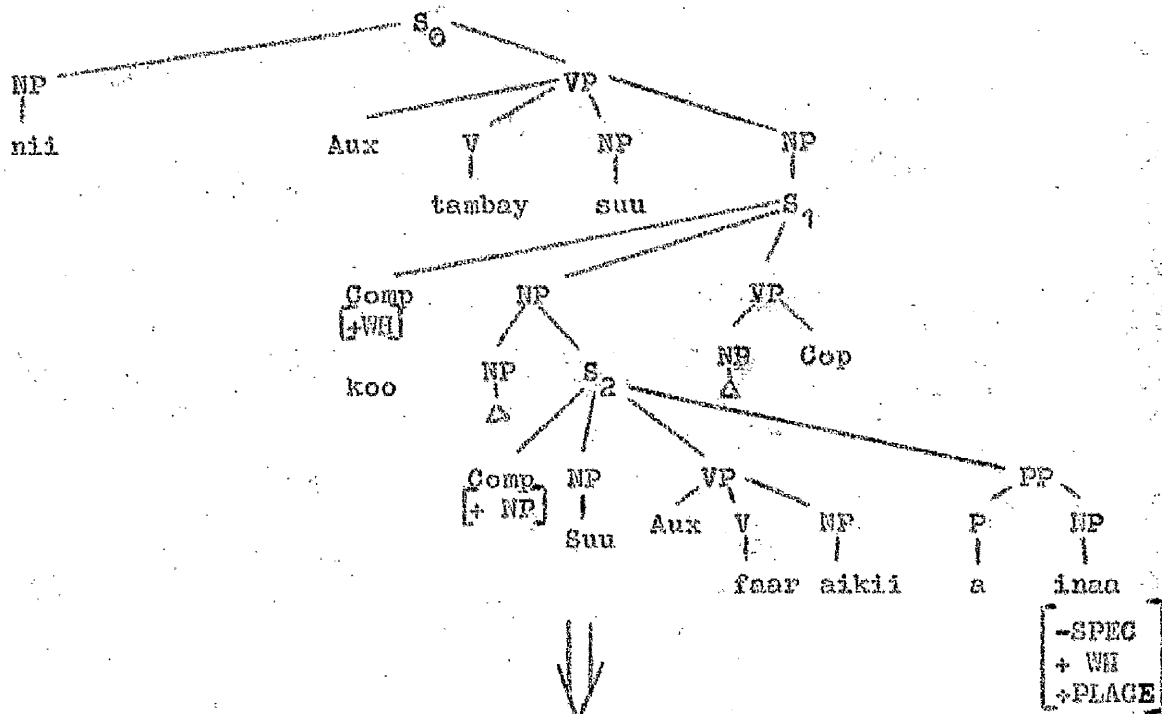 S₀
NP VP
nii Aux V NP NP
tambay suu S₁
Comp NP VP
[+WH]
koo NP S₂ NP Cop
Δ Δ
Comp NP VP PP
[+ NP] Suu Aux V NP P NP
faar aikii a inaa
[-SPEC
+ WH
+PLACE]